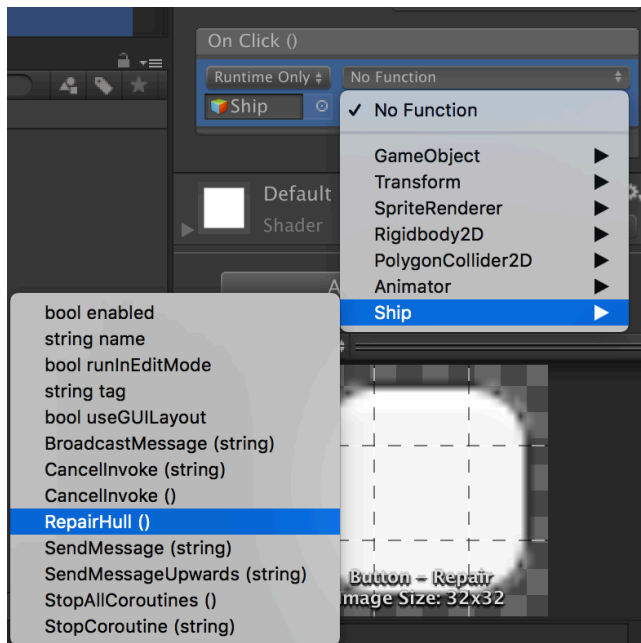 On Click ()
Runtime Only
No Function
Ship
✓ No Function
GameObject
Transform
SpriteRenderer
Rigidbody2D
PolygonCollider2D
Animator
Ship
Default
Shader
A
bool enabled
string name
bool runInEditMode
string tag
bool useGUILayout
BroadcastMessage (string)
CancelInvoke (string)
CancelInvoke ()
RepairHull ()
SendMessage (string)
SendMessageUpwards (string)
StopAllCoroutines ()
StopCoroutine (string)
Button - Repair
mage Size: 32x32